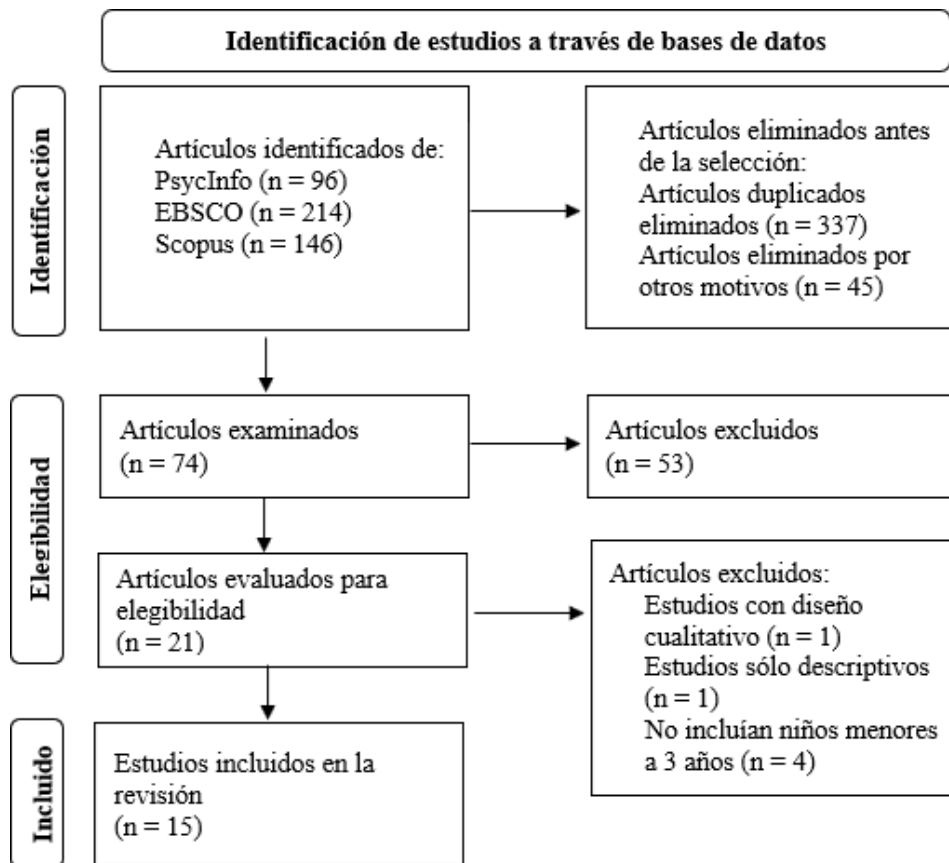 Identificación de estudios a través de bases de datos
Identificación
Artículos identificados de:
PsycInfo (n = 96)
EBSCO (n = 214)
Scopus (n = 146)
Artículos eliminados antes
de la selección:
Artículos duplicados
eliminados (n = 337)
Artículos eliminados por
otros motivos (n = 45)
Elegibilidad
Artículos examinados
(n = 74)
Artículos excluidos
(n = 53)
Artículos evaluados para
elegibilidad
(n = 21)
Artículos excluidos:
Estudios con diseño
cualitativo (n = 1)
Estudios sólo descriptivos
(n = 1)
No incluían niños menores
a 3 años (n = 4)
Incluido
Estudios incluidos en la
revisión
(n = 15)